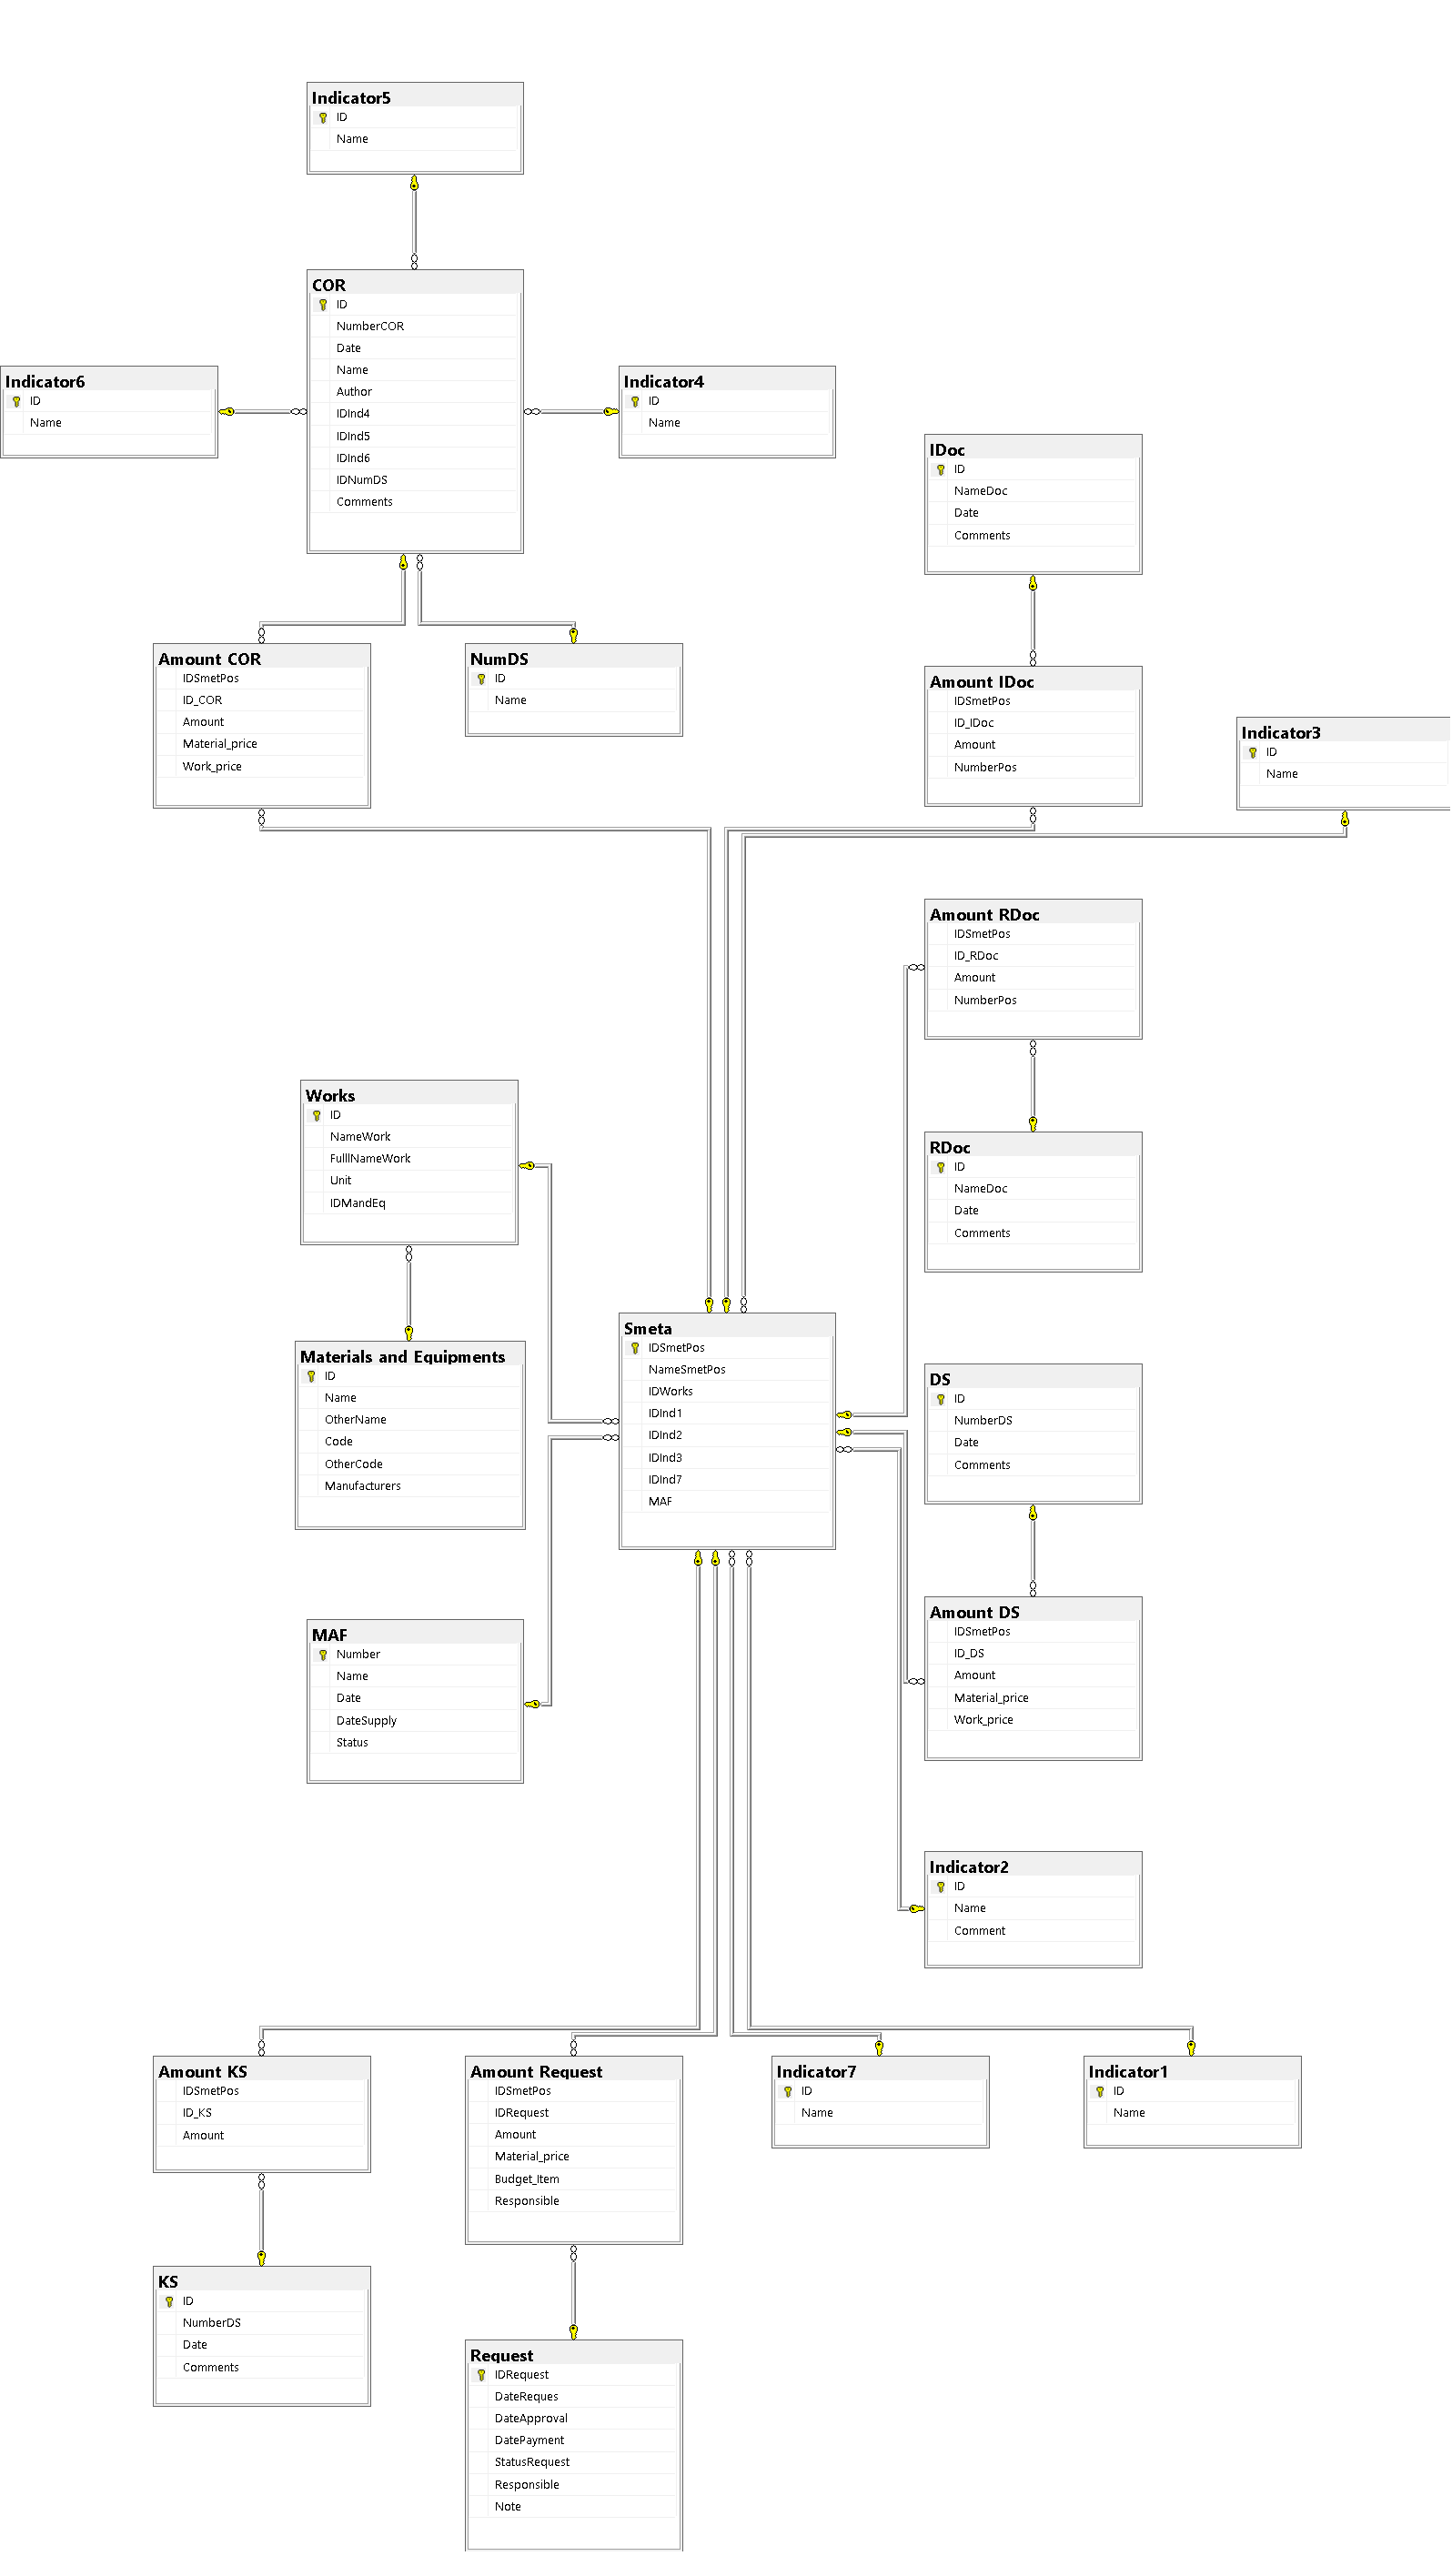 Indicator5
ID
Name
COR
ID
NumberCOR
Date
Name
Author
IDInd4
IDInd5
IDInd6
IDNumDS
Comments
Indicator6
ID
Name
Indicator4
ID
Name
IDoc
ID
NameDoc
Date
Comments
Amount COR
IDSmetPos
ID_COR
Amount
Material_price
Work_price
NumDS
ID
Name
Amount IDoc
IDSmetPos
ID_IDoc
Amount
NumberPos
Indicator3
ID
Name
Amount RDoc
IDSmetPos
ID_RDoc
Amount
NumberPos
Works
ID
NameWork
FulllNameWork
Unit
IDMandEq
RDoc
ID
NameDoc
Date
Comments
Smeta
IDSmetPos
NameSmetPos
IDWorks
IDInd1
IDInd2
IDInd3
IDInd7
MAF
Materials and Equipments
ID
Name
OtherName
Code
OtherCode
Manufacturers
DS
ID
NumberDS
Date
Comments
Amount DS
IDSmetPos
ID_DS
Amount
Material_price
Work_price
MAF
Number
Name
Date
DateSupply
Status
Indicator2
ID
Name
Comment
Amount KS
IDSmetPos
ID_KS
Amount
Amount Request
IDSmetPos
IDRequest
Amount
Material_price
Budget_Item
Responsible
Indicator7
ID
Name
Indicator1
ID
Name
KS
ID
NumberDS
Date
Comments
Request
IDRequest
DateReques
DateApproval
DatePayment
StatusRequest
Responsible
Note